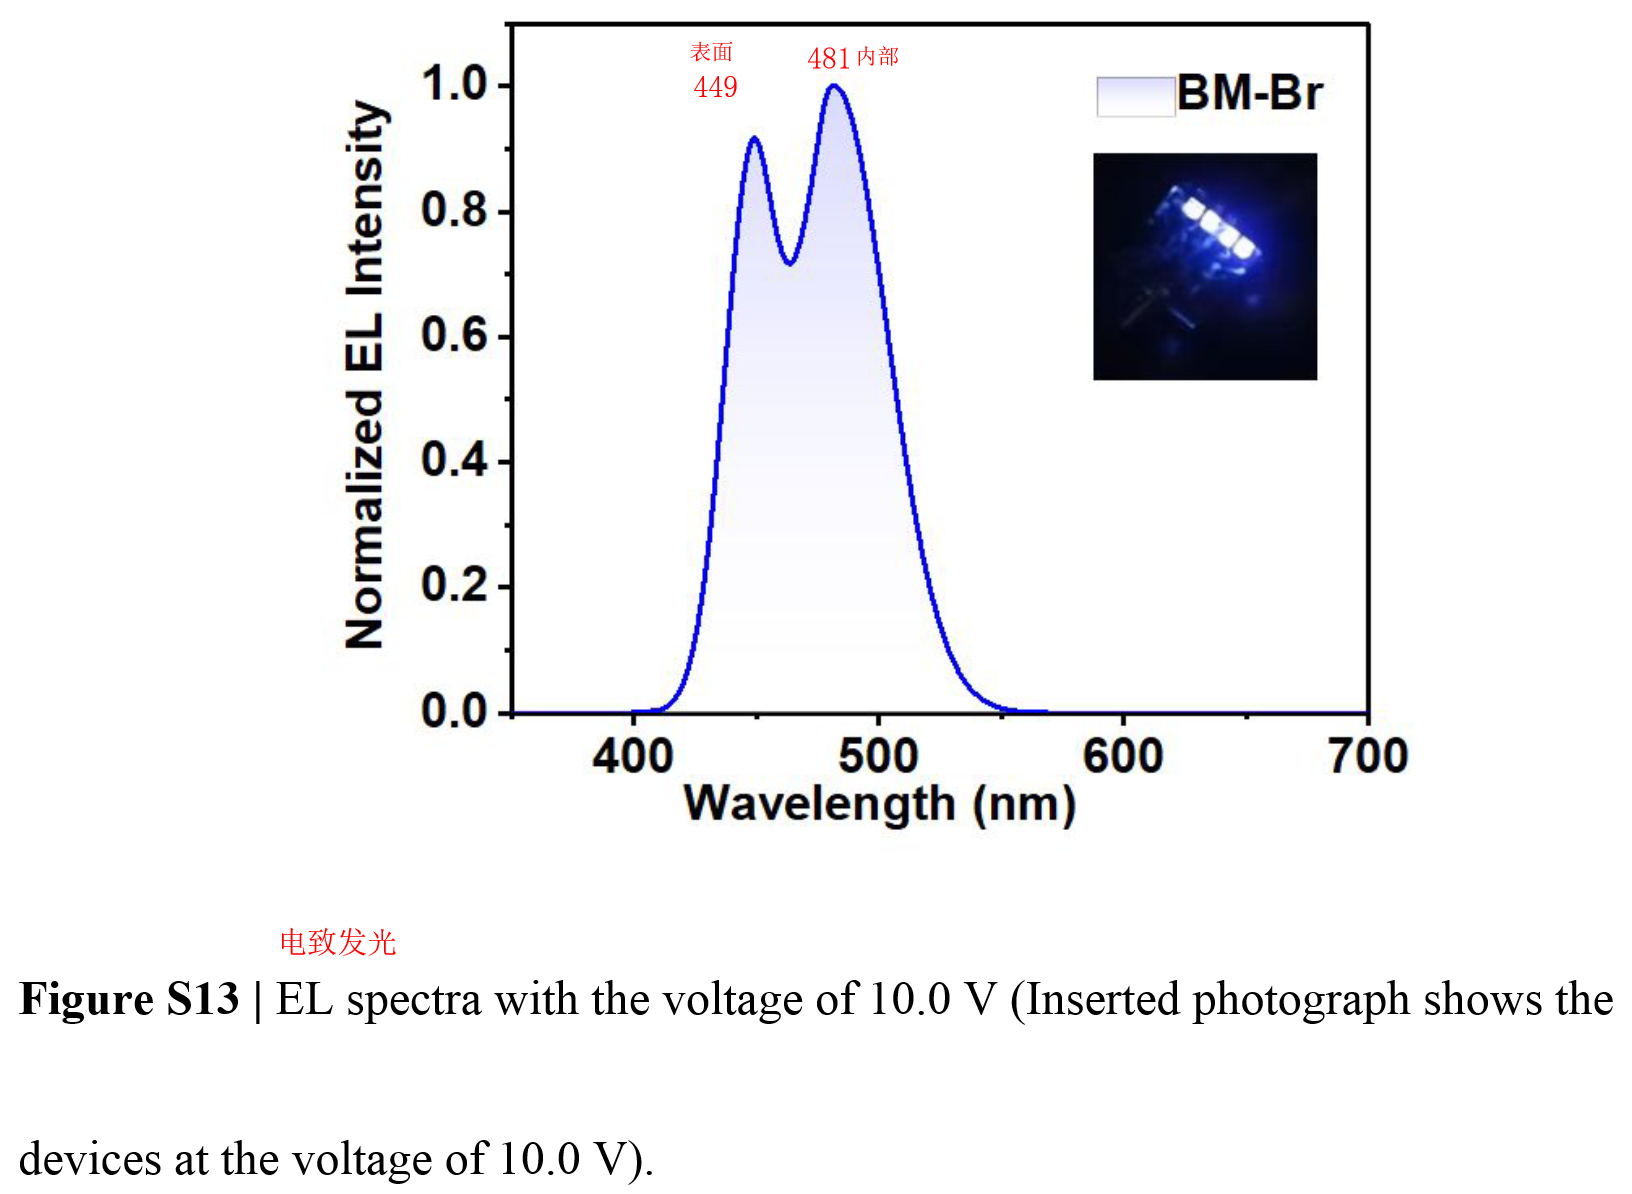 表面
449
481 内部
BM-Br
Normalized EL Intensity
1.0
0.8
0.6
0.4
0.2
0.0
400 500 600 700
Wavelength (nm)
电致发光
Figure S13 | EL spectra with the voltage of 10.0 V (Inserted photograph shows the
devices at the voltage of 10.0 V).